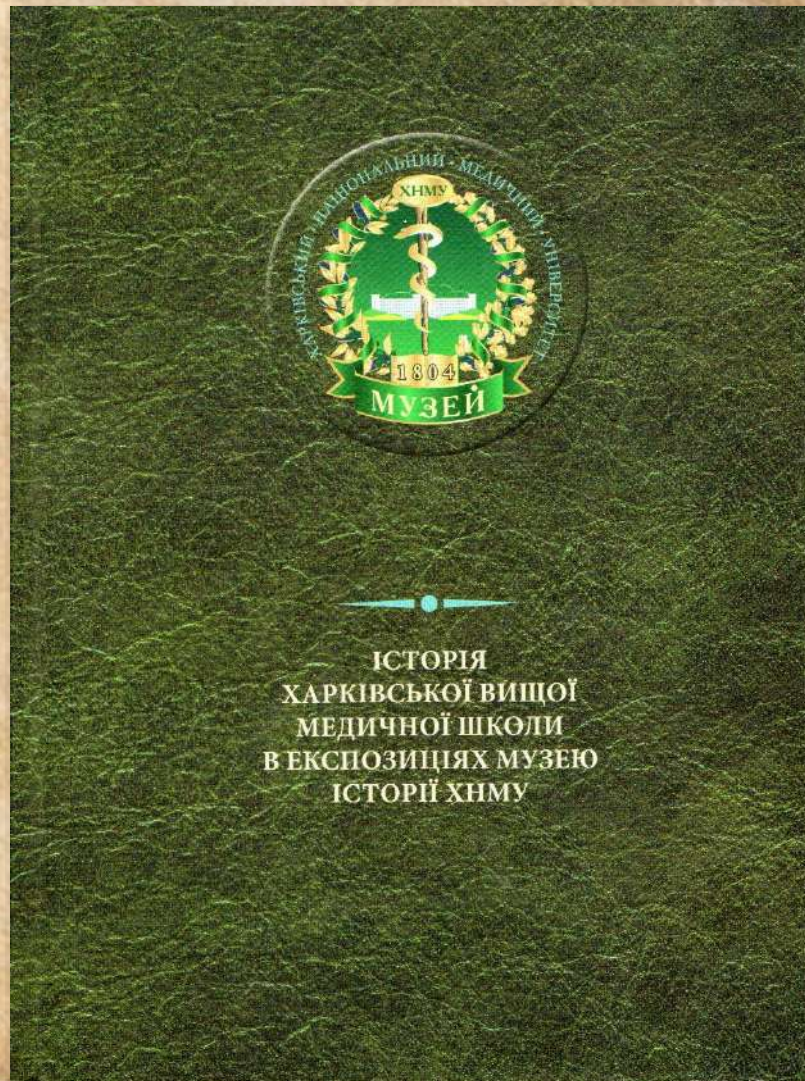 ХАРКІВСЬКИЙ • НАЦІОНАЛЬНИЙ • МЕДИЧНИЙ • УНІВЕРСИТЕТ
ХНМУ
1804
МУЗЕЙ
ІСТОРІЯ
ХАРКІВСЬКОЇ ВИЩОЇ
МЕДИЧНОЇ ШКОЛИ
В ЕКСПОЗИЦІЯХ МУЗЕЮ
ІСТОРІЇ ХНМУ